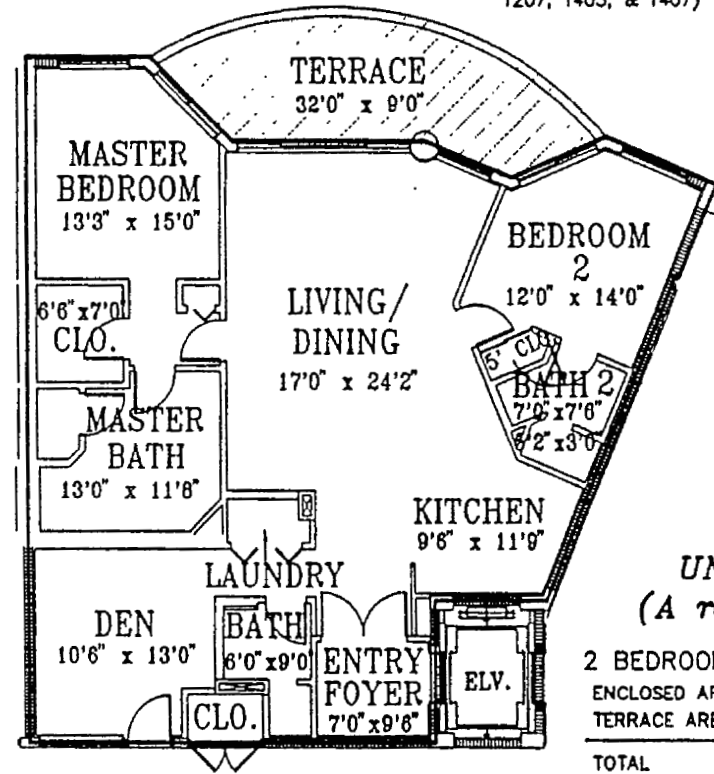 1207, 1405, & 1407)
TERRACE
32'0" x 9'0"
MASTER
BEDROOM
13'3" x 15'0"
BEDROOM
2
12'0" x 14'0"
6'6"x7'0
CLO.
LIVING/
DINING
17'0" x 24'2"
5' CLO
BATH 2
7'0"x7'6"
5'2"x3'0
MASTER
BATH
13'0" x 11'8"
KITCHEN
9'6" x 11'9"
LAUNDRY
DEN
10'6" x 13'0"
BATH
6'0"x9'0
ENTRY
FOYER
7'0"x9'6"
ELV.
CLO.
UN
(A r
2 BEDROO
ENCLOSED AR
TERRACE ARE
TOTAL